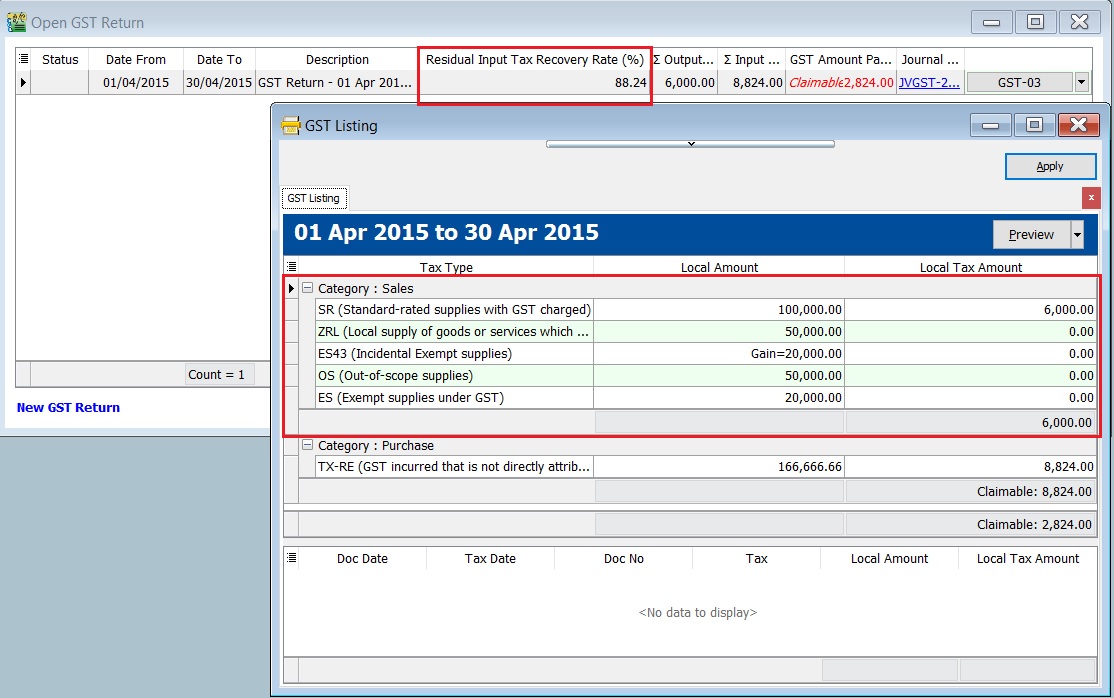 Open GST Return
Status Date From Date To Description Residual Input Tax Recovery Rate (%) Σ Output... Σ Input ... GST Amount Pa... Journal ...
01/04/2015 30/04/2015 GST Return - 01 Apr 201... 88.24 6,000.00 8,824.00 Claimable2,824.00 JVGST-2... GST-03
GST Listing
Apply
GST Listing
01 Apr 2015 to 30 Apr 2015 Preview
Tax Type Local Amount Local Tax Amount
Category : Sales
SR (Standard-rated supplies with GST charged) 100,000.00 6,000.00
ZRL (Local supply of goods or services which ... 50,000.00 0.00
ES43 (Incidental Exempt supplies) Gain=20,000.00 0.00
OS (Out-of-scope supplies) 50,000.00 0.00
ES (Exempt supplies under GST) 20,000.00 0.00
6,000.00
Category : Purchase
TX-RE (GST incurred that is not directly attrib... 166,666.66 8,824.00
Claimable: 8,824.00
Claimable: 2,824.00
Doc Date Tax Date Doc No Tax Local Amount Local Tax Amount
<No data to display>
Count = 1
New GST Return